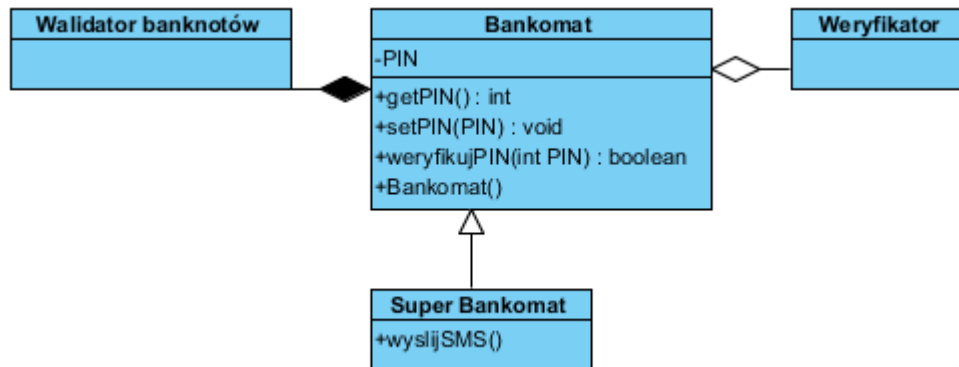 Walidator banknotów
Bankomat
-PIN
+getPIN() : int
+setPIN(PIN) : void
+weryfikujPIN(int PIN) : boolean
+Bankomat()
Weryfikator
Super Bankomat
+wyslijSMS()